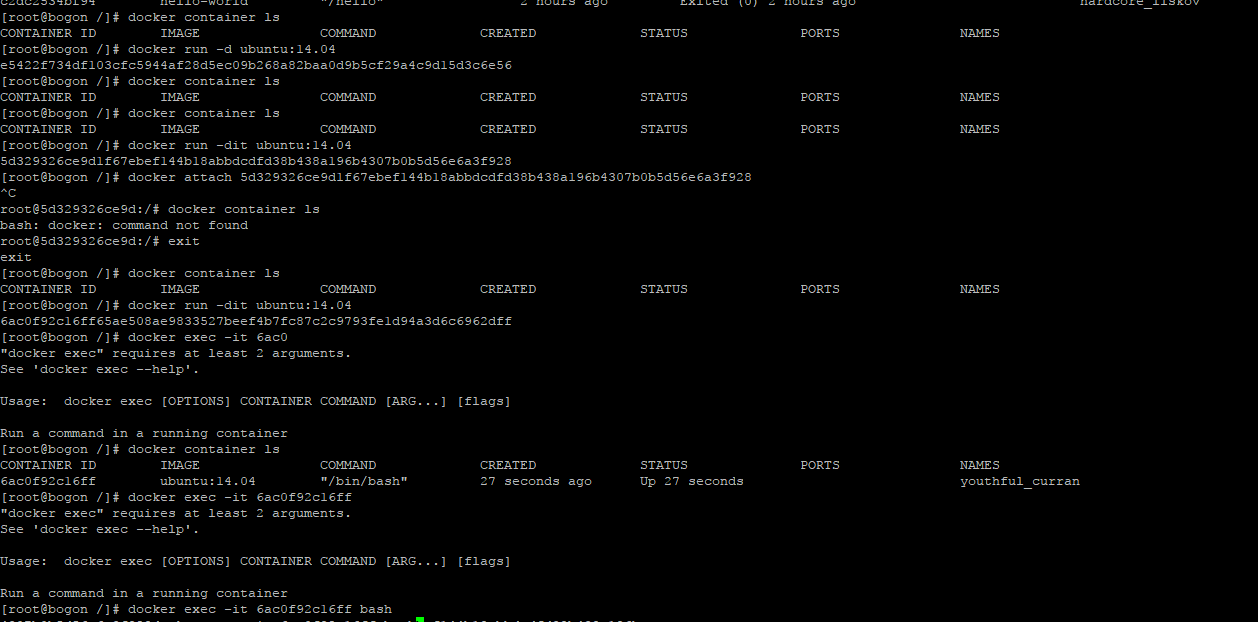 c2dc2534bf94 hello-world "/hello" 2 hours ago Exited (0) 2 hours ago hardcore_liskov
[root@bogon /]# docker container ls
CONTAINER ID IMAGE COMMAND CREATED STATUS PORTS NAMES
[root@bogon /]# docker run -d ubuntu:14.04
e5422f734df103cfc5944af28d5ec09b268a82baa0d9b5cf29a4c9d15d3c6e56
[root@bogon /]# docker container ls
CONTAINER ID IMAGE COMMAND CREATED STATUS PORTS NAMES
[root@bogon /]# docker container ls
CONTAINER ID IMAGE COMMAND CREATED STATUS PORTS NAMES
[root@bogon /]# docker run -dit ubuntu:14.04
5d329326ce9d1f67ebef144b18abbdcdfd38b438a196b4307b0b5d56e6a3f928
[root@bogon /]# docker attach 5d329326ce9d1f67ebef144b18abbdcdfd38b438a196b4307b0b5d56e6a3f928
^C
root@5d329326ce9d:/# docker container ls
bash: docker: command not found
root@5d329326ce9d:/# exit
exit
[root@bogon /]# docker container ls
CONTAINER ID IMAGE COMMAND CREATED STATUS PORTS NAMES
[root@bogon /]# docker run -dit ubuntu:14.04
6ac0f92c16ff65ae508ae9833527beef4b7fc87c2c9793fe1d94a3d6c6962dff
[root@bogon /]# docker exec -it 6ac0
"docker exec" requires at least 2 arguments.
See 'docker exec --help'.
Usage: docker exec [OPTIONS] CONTAINER COMMAND [ARG...] [flags]
Run a command in a running container
[root@bogon /]# docker container ls
CONTAINER ID IMAGE COMMAND CREATED STATUS PORTS NAMES
6ac0f92c16ff ubuntu:14.04 "/bin/bash" 27 seconds ago Up 27 seconds youthful_curran
[root@bogon /]# docker exec -it 6ac0f92c16ff
"docker exec" requires at least 2 arguments.
See 'docker exec --help'.
Usage: docker exec [OPTIONS] CONTAINER COMMAND [ARG...] [flags]
Run a command in a running container
[root@bogon /]# docker exec -it 6ac0f92c16ff bash